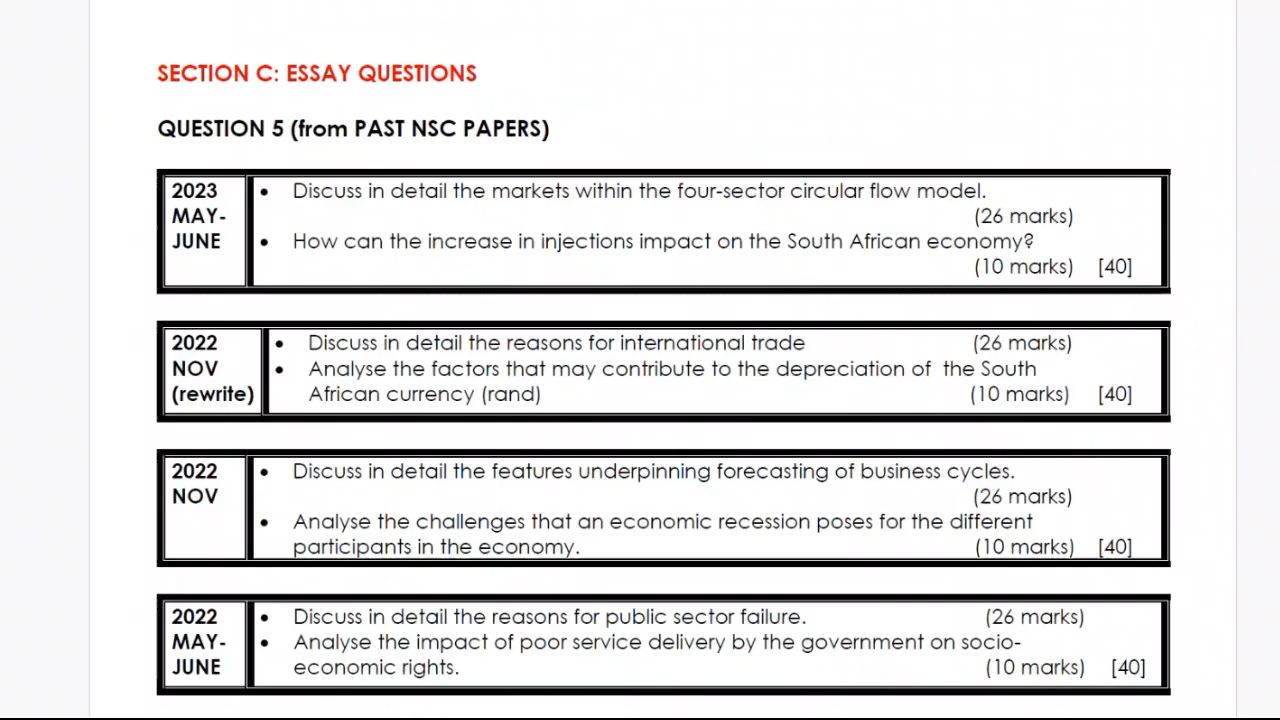 SECTION C: ESSAY QUESTIONS
QUESTION 5 (from PAST NSC PAPERS)
2023
MAY-
JUNE
• Discuss in detail the markets within the four-sector circular flow model.
(26 marks)
• How can the increase in injections impact on the South African economy?
(10 marks) [40]
2022
NOV
(rewrite)
• Discuss in detail the reasons for international trade (26 marks)
• Analyse the factors that may contribute to the depreciation of the South
African currency (rand) (10 marks) [40]
2022
NOV
• Discuss in detail the features underpinning forecasting of business cycles.
(26 marks)
• Analyse the challenges that an economic recession poses for the different
participants in the economy. (10 marks) [40]
2022
MAY-
JUNE
• Discuss in detail the reasons for public sector failure. (26 marks)
• Analyse the impact of poor service delivery by the government on socio-
economic rights. (10 marks) [40]